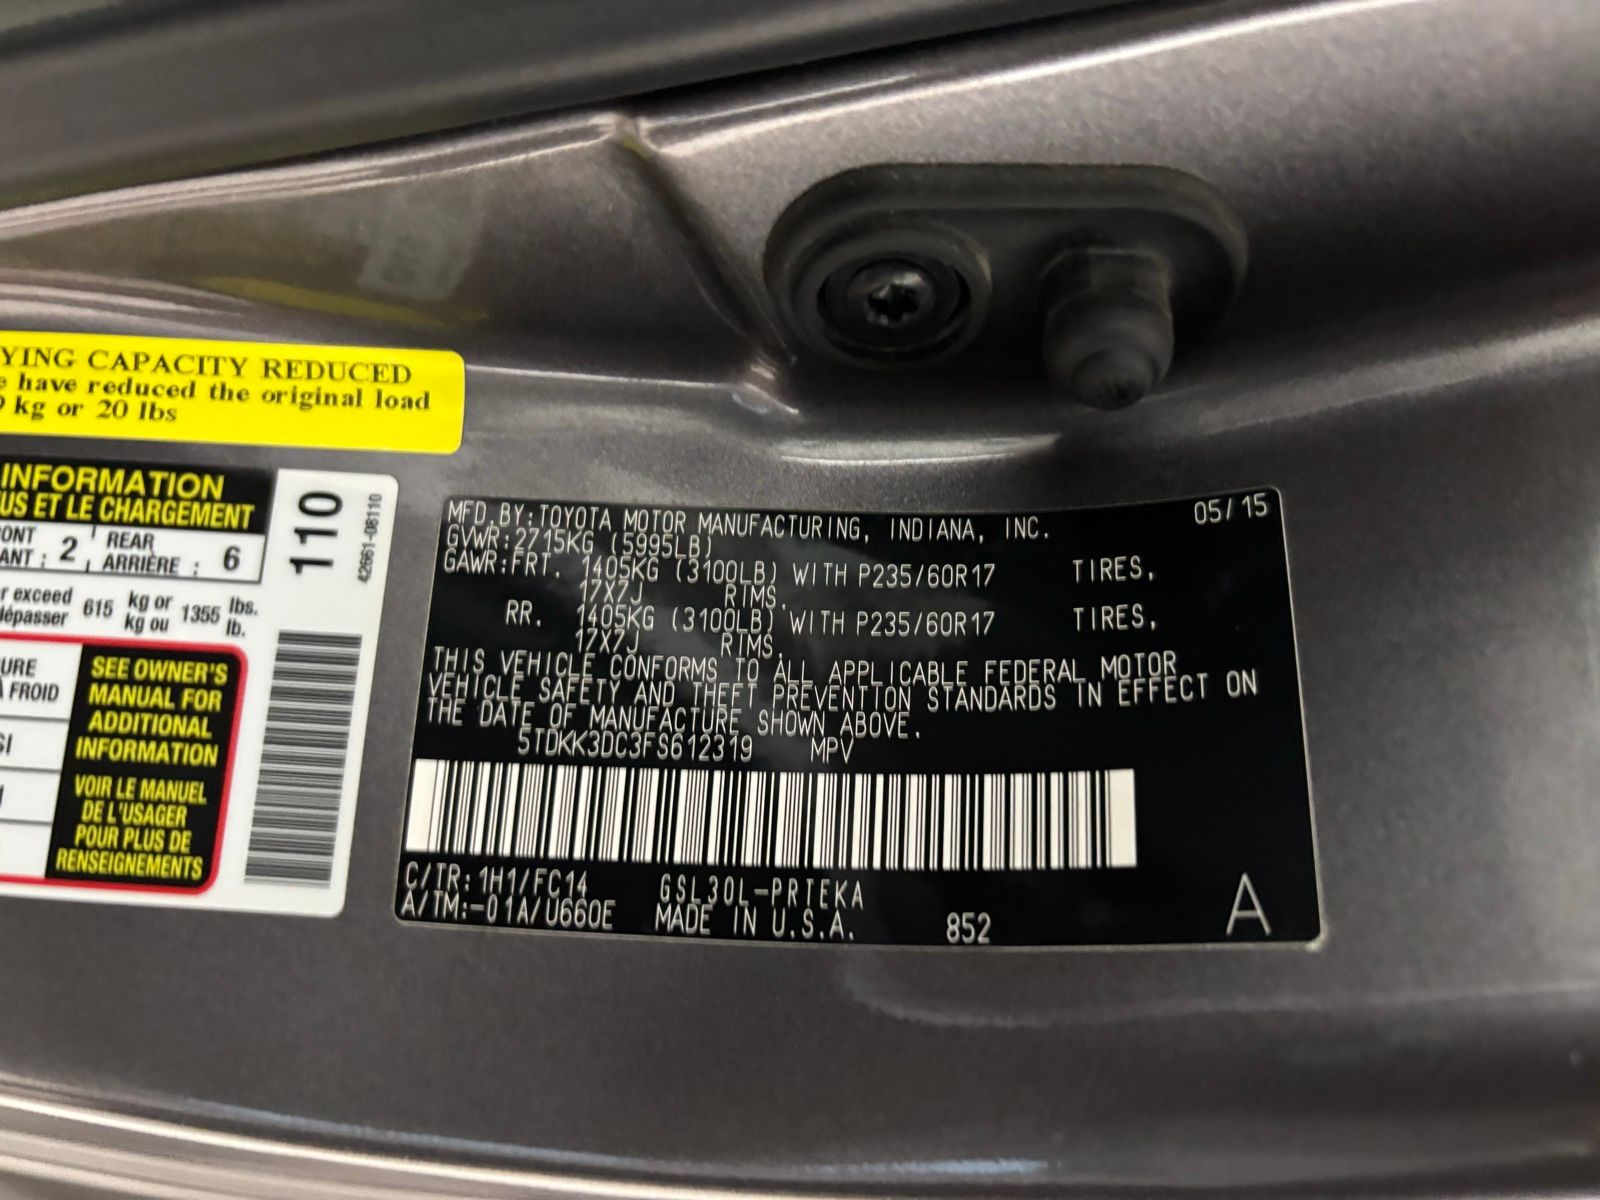 YING CAPACITY REDUCED
have reduced the original load
kg or 20 lbs
INFORMATION
US ET LE CHARGEMENT
ONT
ANT : 2
REAR
ARRIÈRE : 6
r exceed
dépasser 615 kg or
kg ou 1355 lbs.
lb.
URE
À FROID
SEE OWNER'S
MANUAL FOR
ADDITIONAL
INFORMATION
VOIR LE MANUEL
DE L'USAGER
POUR PLUS DE
RENSEIGNEMENTS
110
42661-08110
MFD.BY:TOYOTA MOTOR MANUFACTURING, INDIANA, INC. 05/15
GVWR:2715KG (5995LB)
GAWR:FRT. 1405KG (3100LB) WITH P235/60R17 TIRES,
17X7J RIMS,
RR. 1405KG (3100LB) WITH P235/60R17 TIRES,
17X7J RIMS,
THIS VEHICLE CONFORMS TO ALL APPLICABLE FEDERAL MOTOR
VEHICLE SAFETY AND THEFT PREVENTION STANDARDS IN EFFECT ON
THE DATE OF MANUFACTURE SHOWN ABOVE.
5TDKK3DC3FS612319 MPV
C/TR:1H1/FC14 GSL30L-PRTEKA
A/TM:-01A/U660E MADE IN U.S.A. 852 A